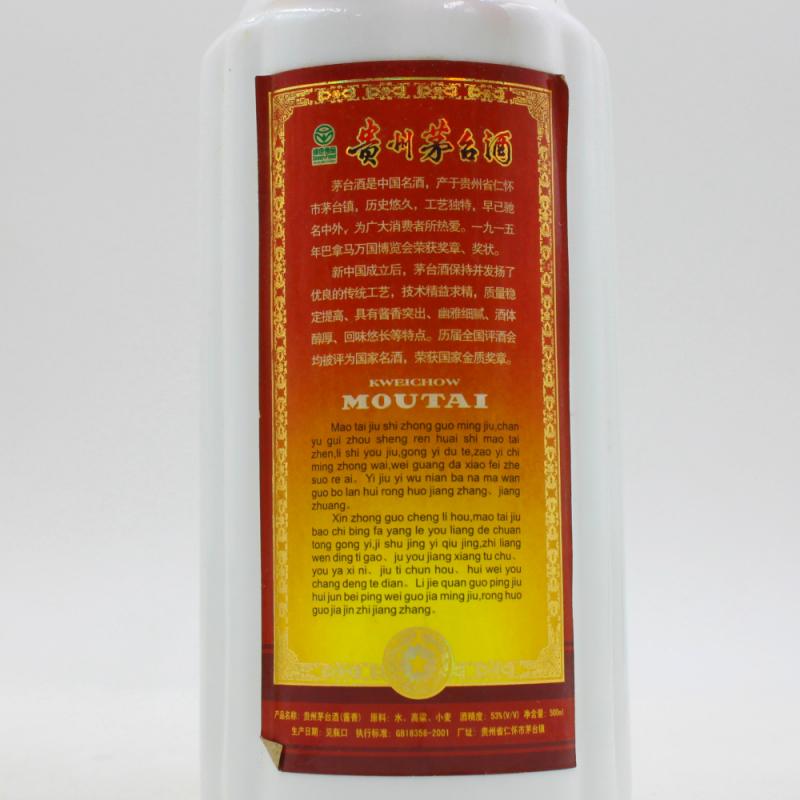 绿色食品
Green Food
贵州茅台酒
茅台酒是中国名酒，产于贵州省仁怀
市茅台镇，历史悠久，工艺独特，早已驰
名中外，为广大消费者所热爱。一九一五
年巴拿马万国博览会荣获奖章、奖状。
新中国成立后，茅台酒保持并发扬了
优良的传统工艺，技术精益求精，质量稳
定提高、具有酱香突出、幽雅细腻、酒体
醇厚、回味悠长等特点。历届全国评酒会
均被评为国家名酒，荣获国家金质奖章。
KWEICHOW
MOUTAI
Mao tai jiu shi zhong guo ming jiu,chan
yu gui zhou sheng ren huai shi mao tai
zhen,li shi you jiu,gong yi du te,zao yi chi
ming zhong wai,wei guang da xiao fei zhe
suo re ai。 Yi jiu yi wu nian ba na ma wan
guo bo lan hui rong huo jiang zhang、jiang
zhuang。
Xin zhong guo cheng li hou,mao tai jiu
bao chi bing fa yang le you liang de chuan
tong gong yi,ji shu jing yi qiu jing,zhi liang
wen ding ti gao、ju you jiang xiang tu chu、
you ya xi ni、jiu ti chun hou、hui wei you
chang deng te dian。Li jie quan guo ping jiu
hui jun bei ping wei guo jia ming jiu,rong huo
guo jia jin zhi jiang zhang。
产品名称：贵州茅台酒(酱香) 原料：水、高粱、小麦 酒精度：53%(V/V) 净含量：500ml
生产日期：见瓶口 执行标准：GB18356-2001 厂址：贵州省仁怀市茅台镇